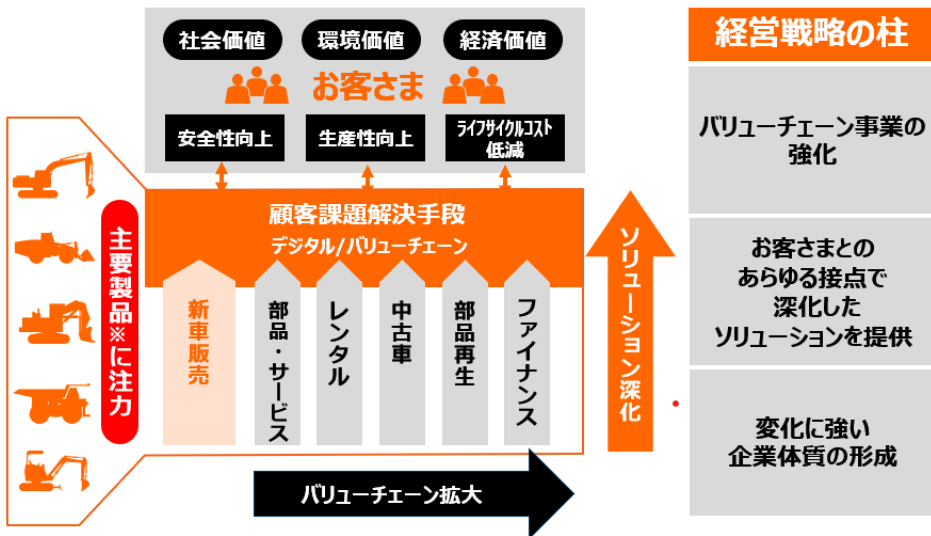 社会価値
環境価値
経済価値
お客さま
安全性向上
生産性向上
ライフサイクルコスト
低減
顧客課題解決手段
デジタル/バリューチェーン
主要製品※に注力
新車販売
部品・サービス
レンタル
中古車
部品再生
ファイナンス
バリューチェーン拡大
ソリューション深化
経営戦略の柱
バリューチェーン事業の
強化
お客さまとの
あらゆる接点で
深化した
ソリューションを提供
変化に強い
企業体質の形成